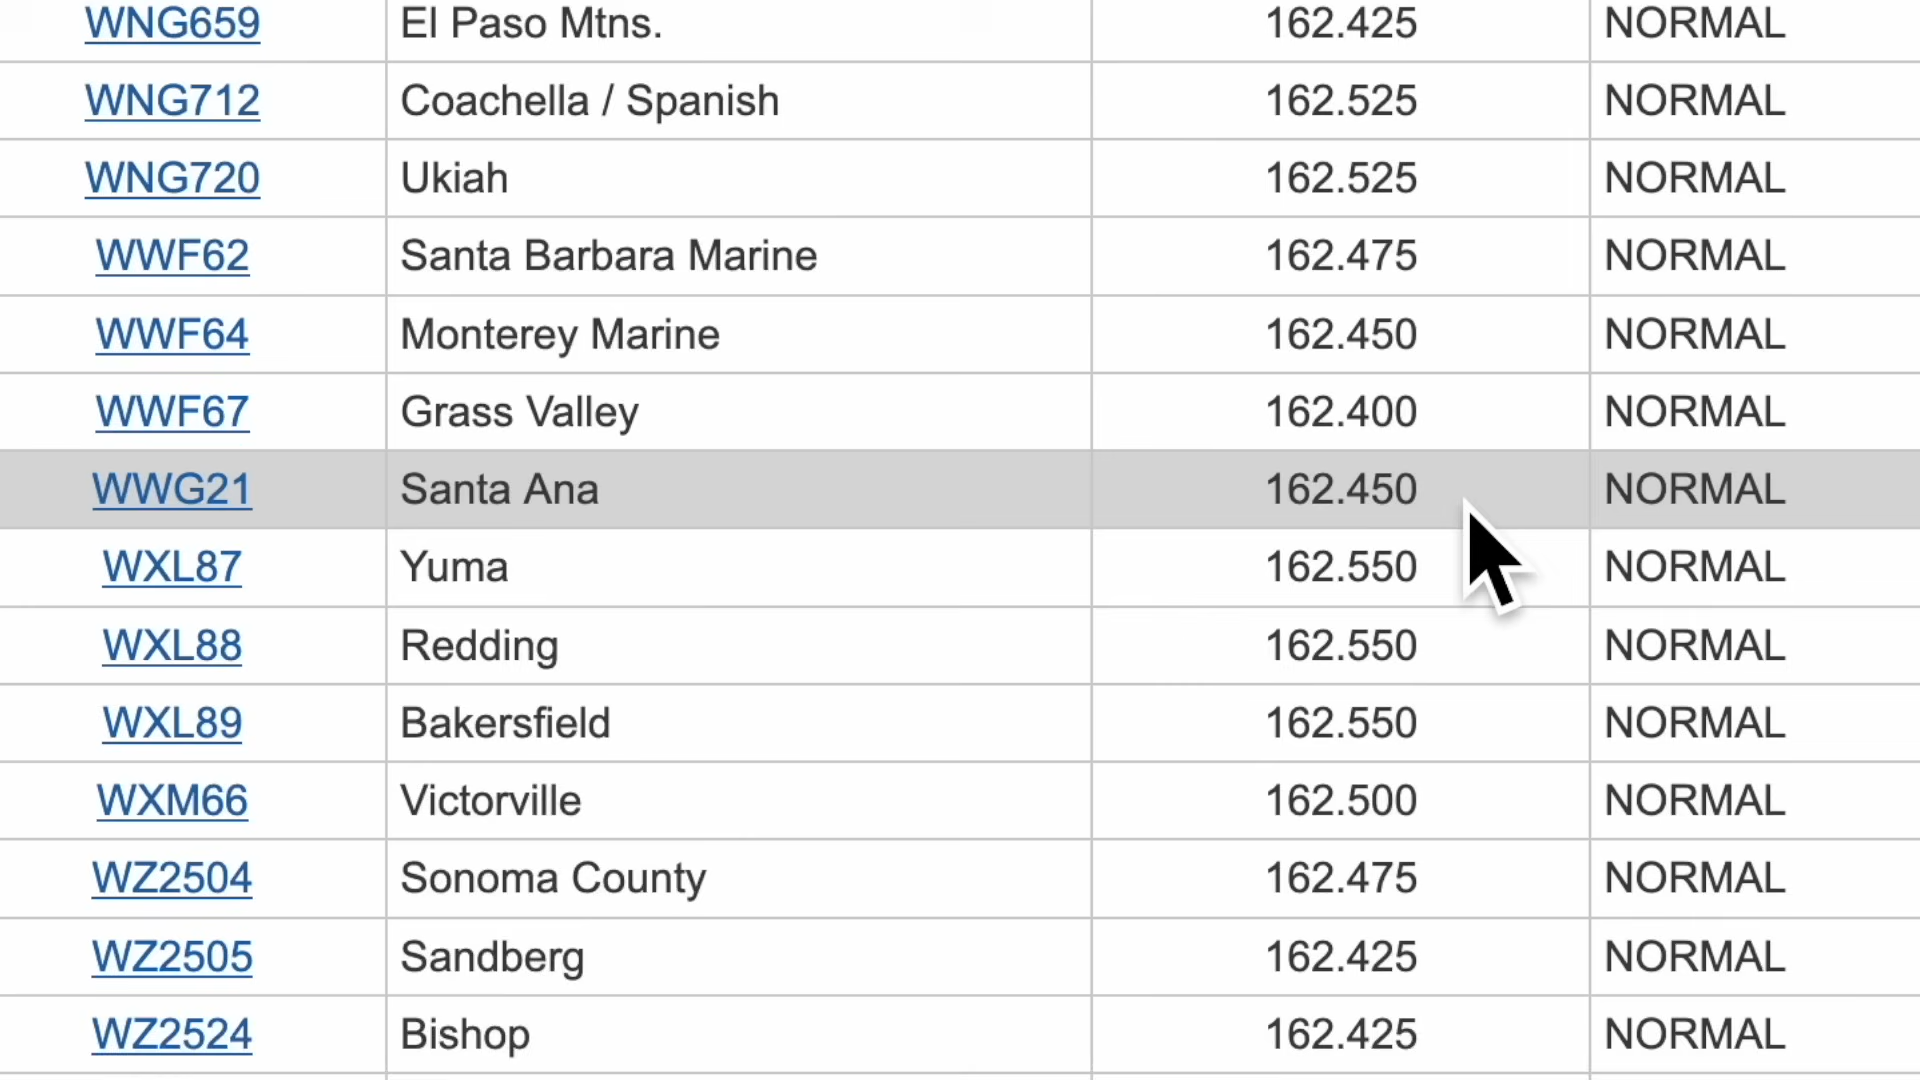 WNG659 El Paso Mtns. 162.425 NORMAL
WNG712 Coachella / Spanish 162.525 NORMAL
WNG720 Ukiah 162.525 NORMAL
WWF62 Santa Barbara Marine 162.475 NORMAL
WWF64 Monterey Marine 162.450 NORMAL
WWF67 Grass Valley 162.400 NORMAL
WWG21 Santa Ana 162.450 NORMAL
WXL87 Yuma 162.550 NORMAL
WXL88 Redding 162.550 NORMAL
WXL89 Bakersfield 162.550 NORMAL
WXM66 Victorville 162.500 NORMAL
WZ2504 Sonoma County 162.475 NORMAL
WZ2505 Sandberg 162.425 NORMAL
WZ2524 Bishop 162.425 NORMAL